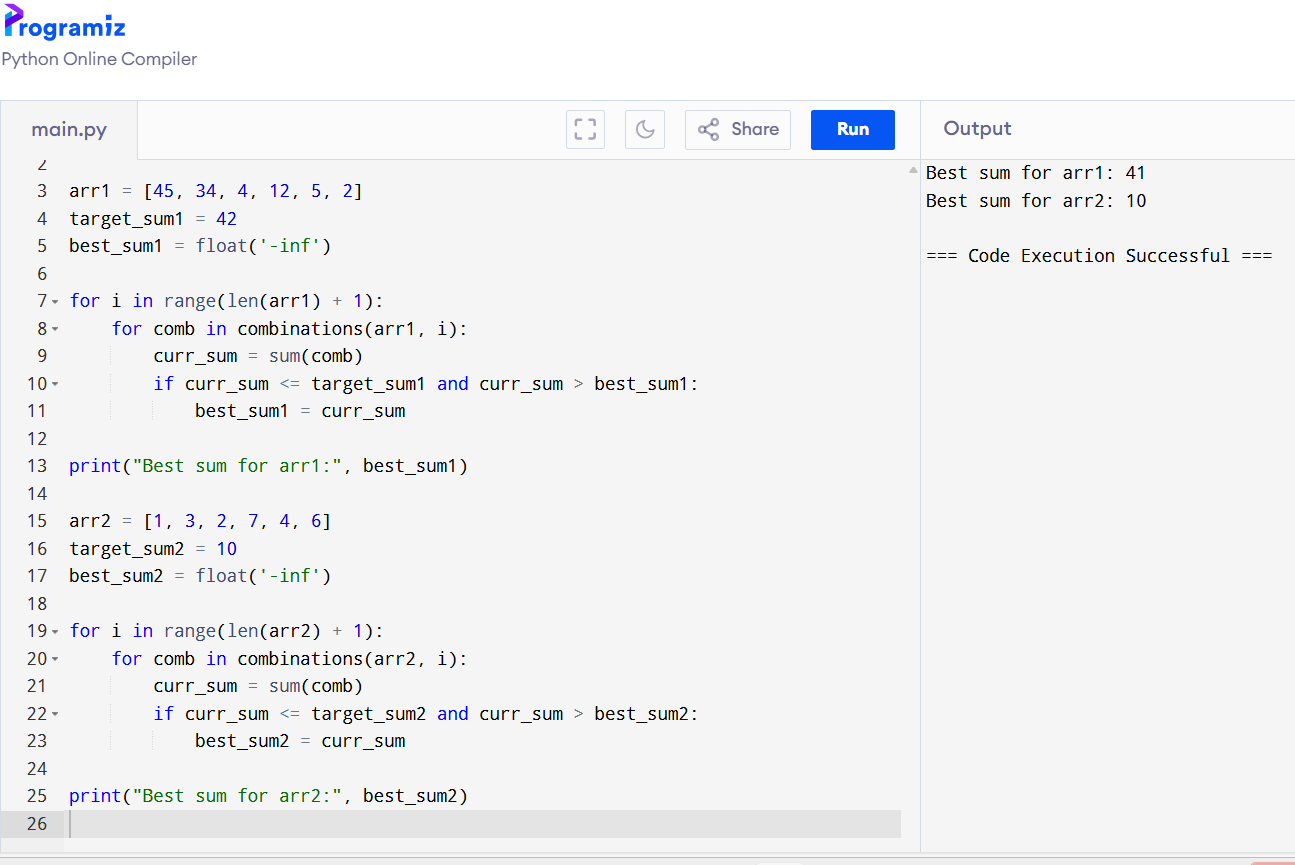 Programiz
Python Online Compiler
main.py
Share
Run
Output
2
3 arr1 = [45, 34, 4, 12, 5, 2]
4 target_sum1 = 42
5 best_sum1 = float('-inf')
6
7 for i in range(len(arr1) + 1):
8     for comb in combinations(arr1, i):
9         curr_sum = sum(comb)
10         if curr_sum <= target_sum1 and curr_sum > best_sum1:
11             best_sum1 = curr_sum
12
13 print("Best sum for arr1:", best_sum1)
14
15 arr2 = [1, 3, 2, 7, 4, 6]
16 target_sum2 = 10
17 best_sum2 = float('-inf')
18
19 for i in range(len(arr2) + 1):
20     for comb in combinations(arr2, i):
21         curr_sum = sum(comb)
22         if curr_sum <= target_sum2 and curr_sum > best_sum2:
23             best_sum2 = curr_sum
24
25 print("Best sum for arr2:", best_sum2)
26
Best sum for arr1: 41
Best sum for arr2: 10
=== Code Execution Successful ===